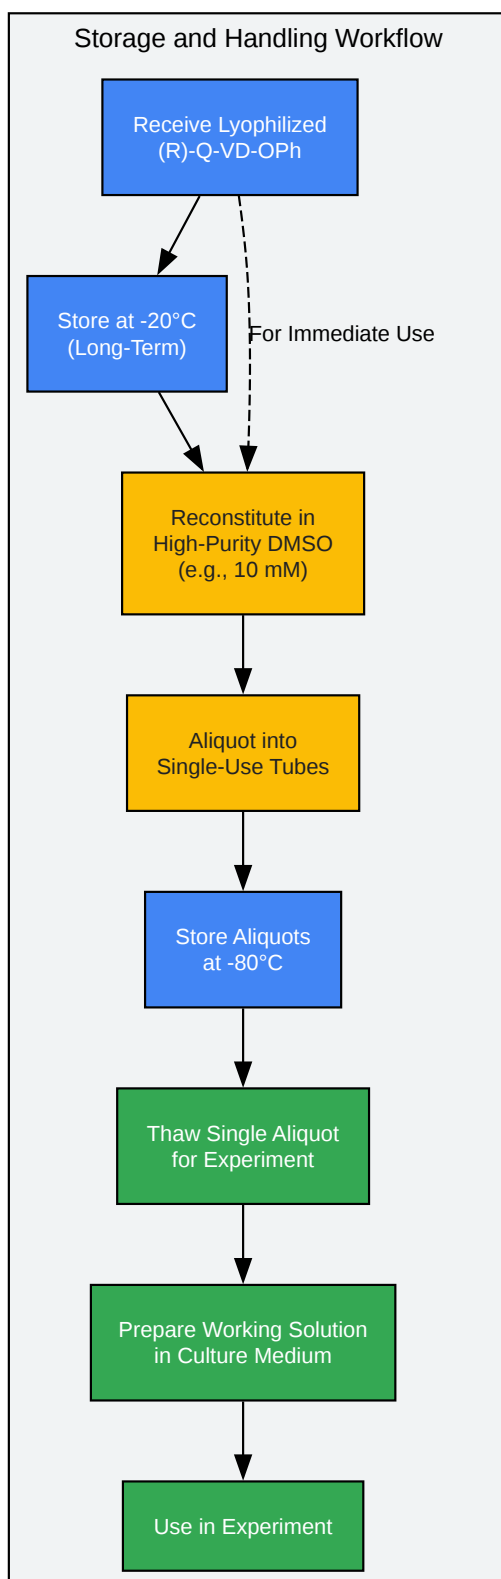 Storage and Handling Workflow
Receive Lyophilized
(R)-Q-VD-OPh
Store at -20°C
(Long-Term)
For Immediate Use
Reconstitute in
High-Purity DMSO
(e.g., 10 mM)
Aliquot into
Single-Use Tubes
Store Aliquots
at -80°C
Thaw Single Aliquot
for Experiment
Prepare Working Solution
in Culture Medium
Use in Experiment